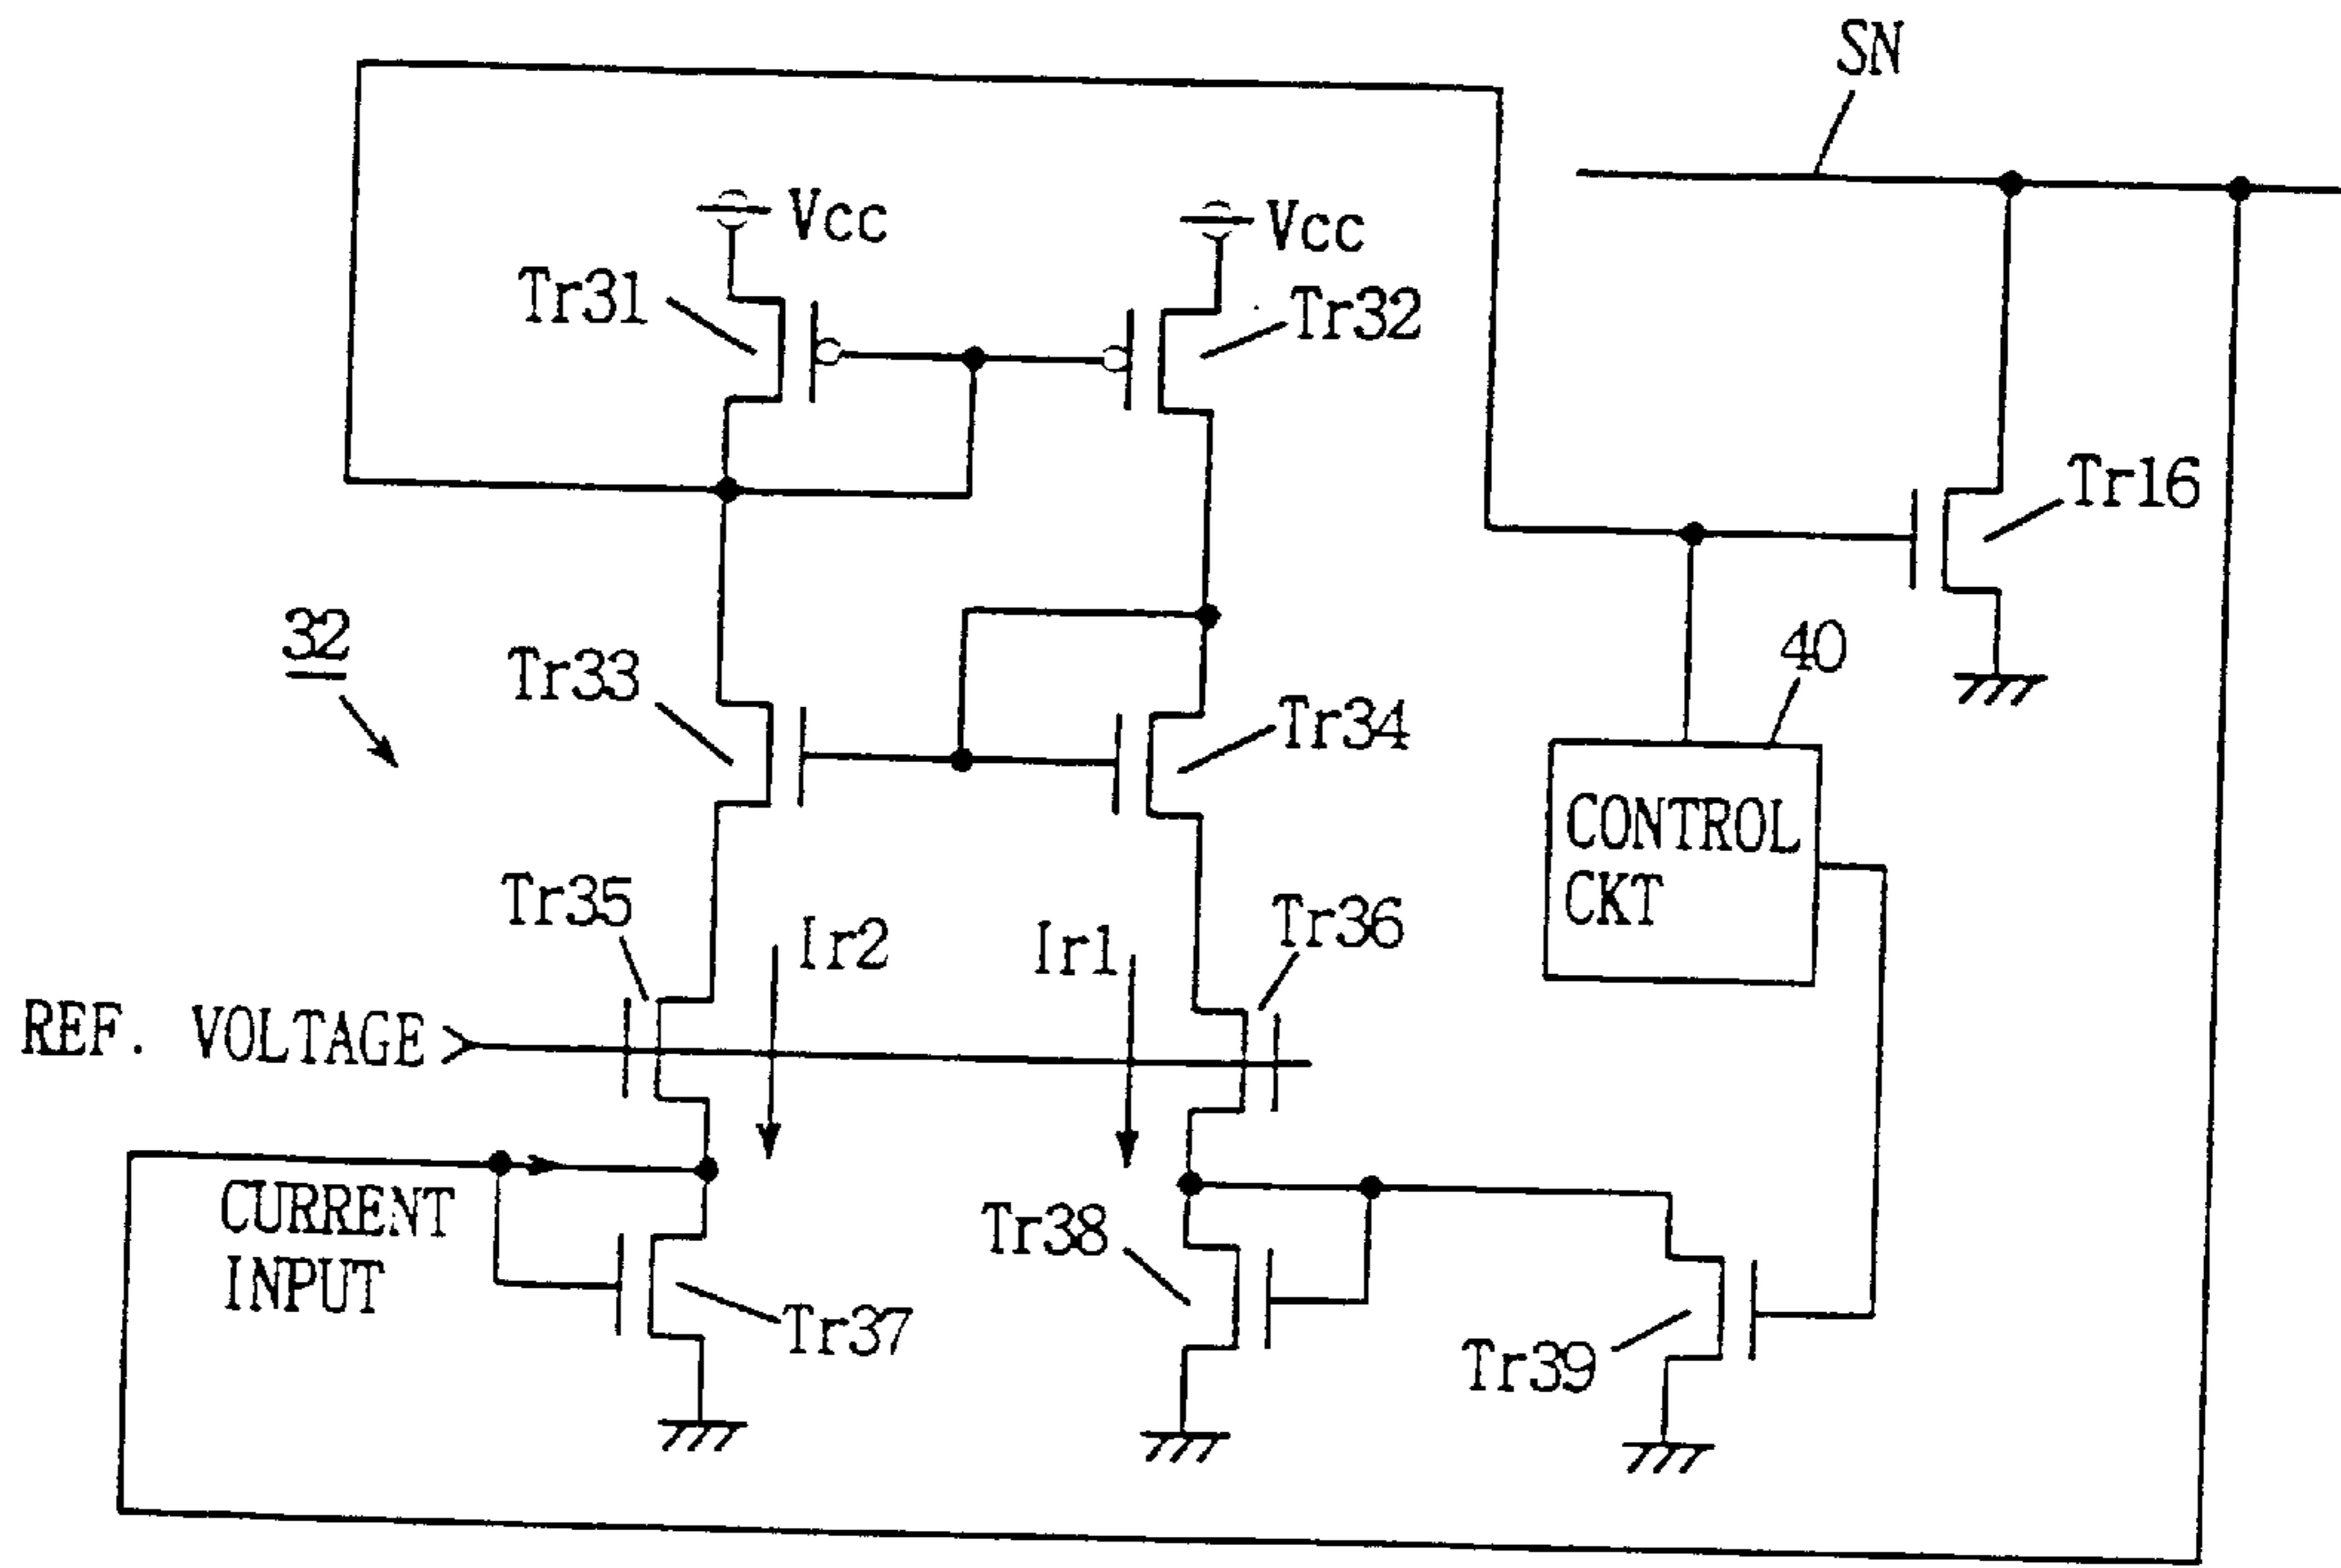 SN
Vcc
Vcc
Tr31
Tr32
Tr16
32
Tr33
40
Tr34
CONTROL
CKT
Tr35
Ir2
Ir1
Tr36
REF. VOLTAGE
CURRENT
INPUT
Tr38
Tr37
Tr39